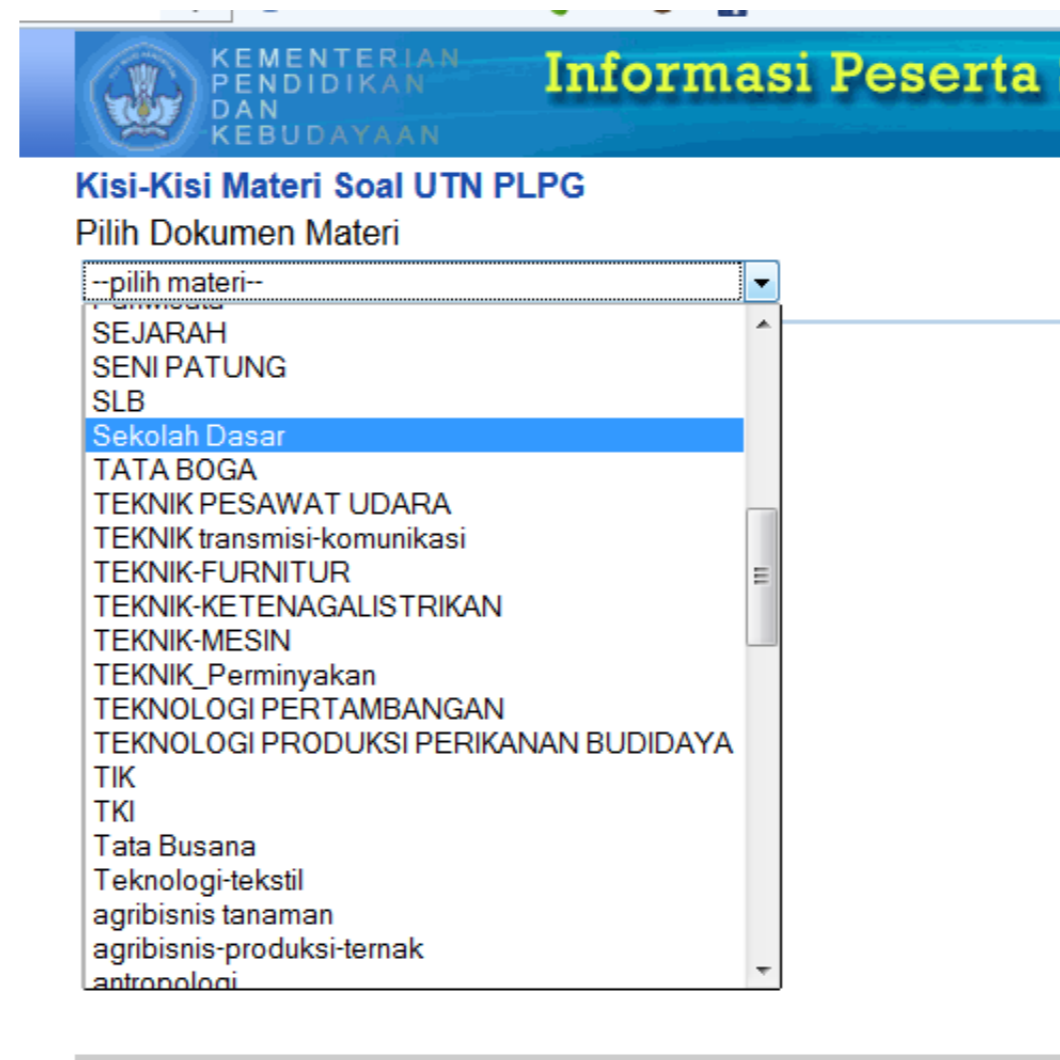 KEMENTERIAN
PENDIDIKAN
DAN
KEBUDAYAAN
Informasi Peserta
Kisi-Kisi Materi Soal UTN PLPG
Pilih Dokumen Materi
--pilih materi--
SEJARAH
SENI PATUNG
SLB
Sekolah Dasar
TATA BOGA
TEKNIK PESAWAT UDARA
TEKNIK transmisi-komunikasi
TEKNIK-FURNITUR
TEKNIK-KETENAGALISTRIKAN
TEKNIK-MESIN
TEKNIK_Perminyakan
TEKNOLOGI PERTAMBANGAN
TEKNOLOGI PRODUKSI PERIKANAN BUDIDAYA
TIK
TKI
Tata Busana
Teknologi-tekstil
agribisnis tanaman
agribisnis-produksi-ternak
antropologi